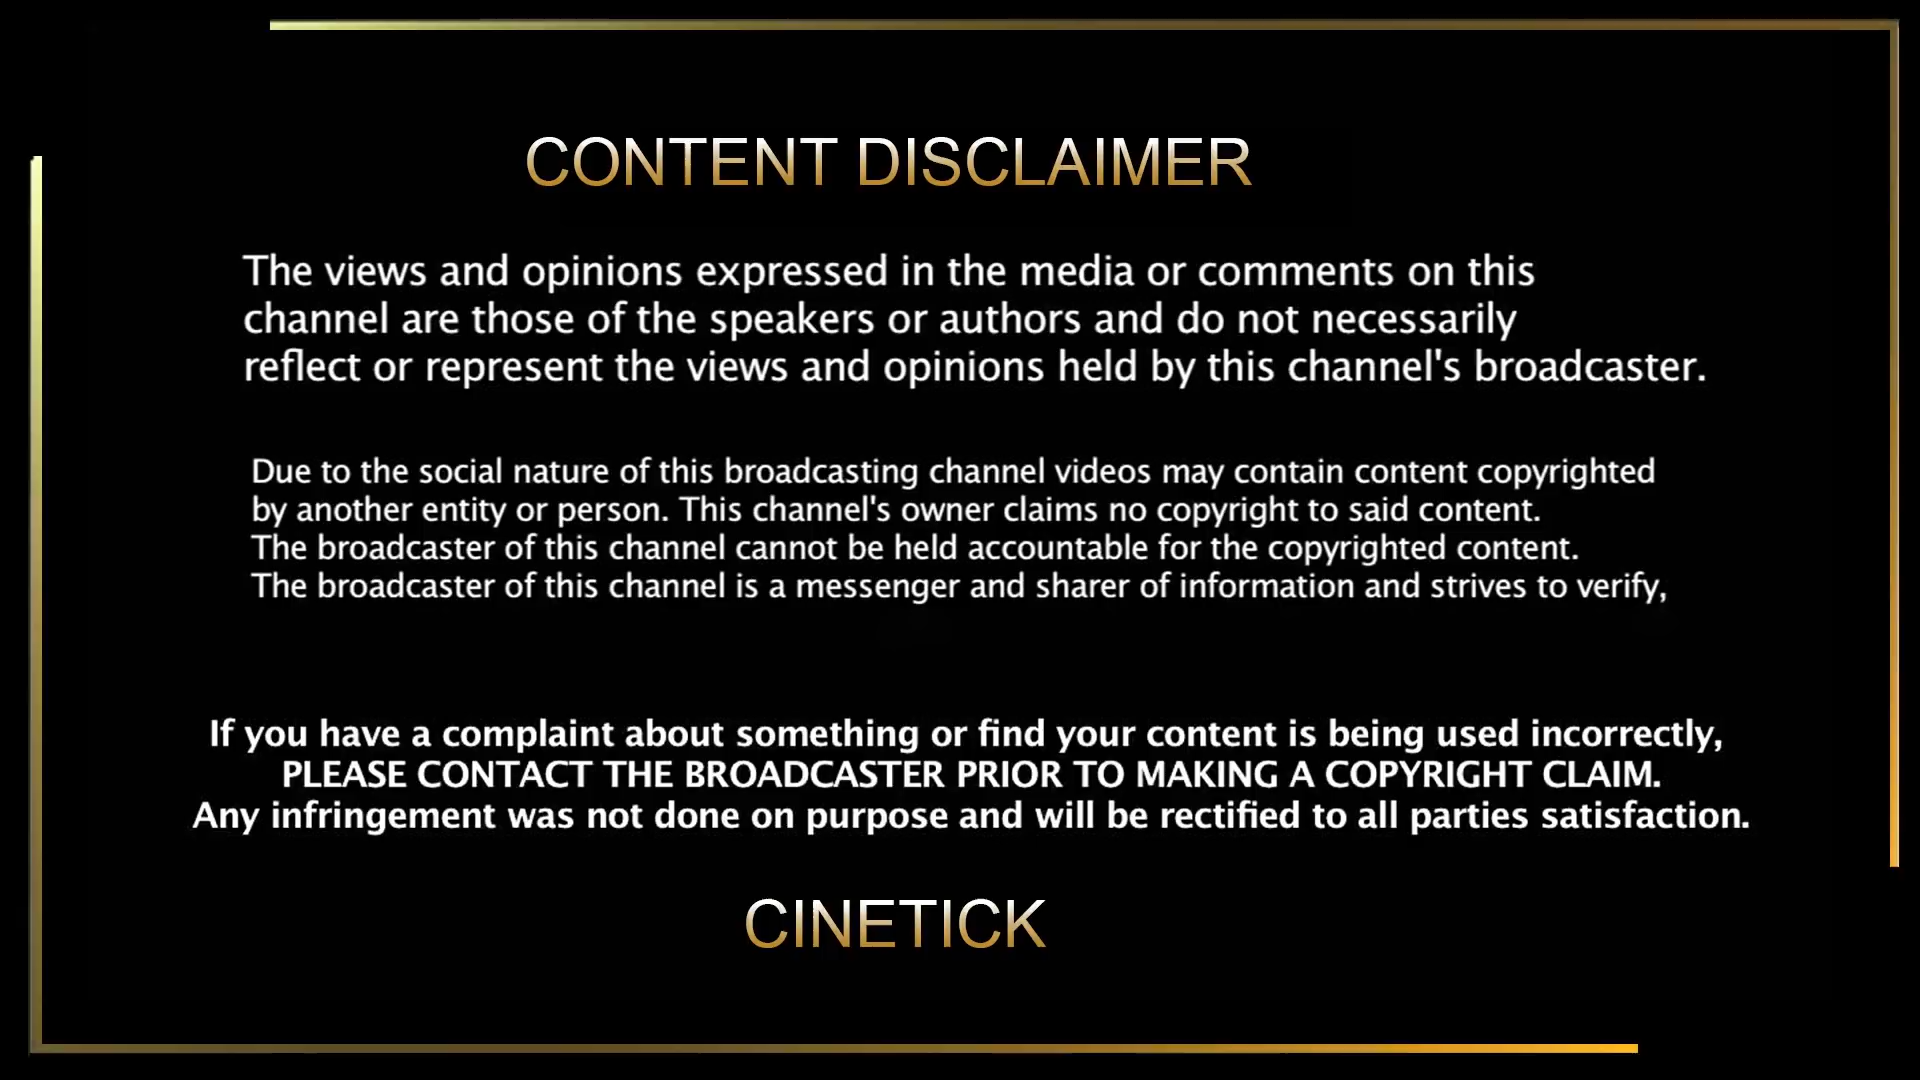 CONTENT DISCLAIMER
The views and opinions expressed in the media or comments on this
channel are those of the speakers or authors and do not necessarily
reflect or represent the views and opinions held by this channel's broadcaster.
Due to the social nature of this broadcasting channel videos may contain content copyrighted
by another entity or person. This channel's owner claims no copyright to said content.
The broadcaster of this channel cannot be held accountable for the copyrighted content.
The broadcaster of this channel is a messenger and sharer of information and strives to verify,
If you have a complaint about something or find your content is being used incorrectly,
PLEASE CONTACT THE BROADCASTER PRIOR TO MAKING A COPYRIGHT CLAIM.
Any infringement was not done on purpose and will be rectified to all parties satisfaction.
CINETICK